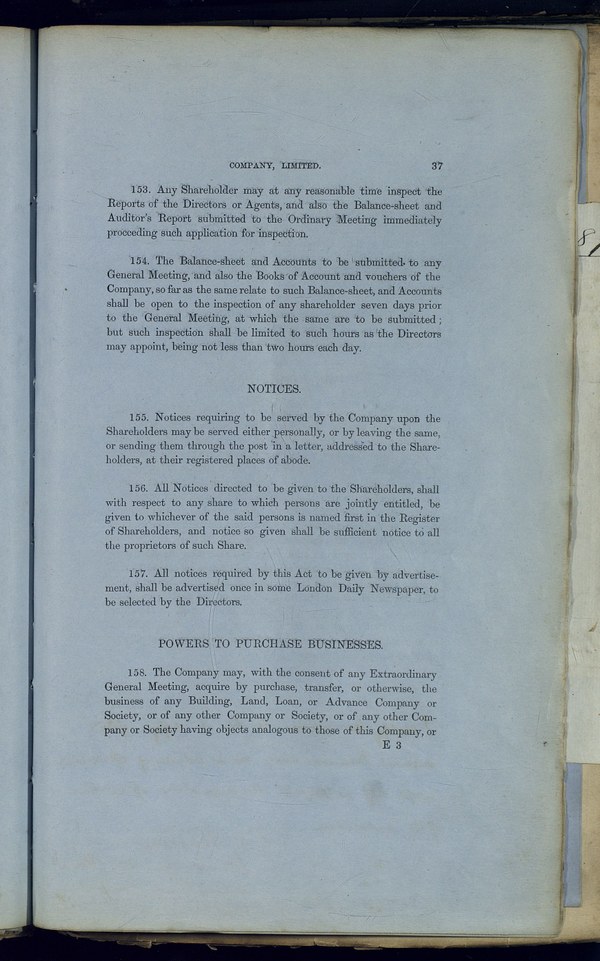 COMPANY, LIMITED. 37
153. Any Shareholder may at any reasonable time inspect the
Reports of the Directors or Agents, and also the Balance-sheet and
Auditor's Report submitted to the Ordinary Meeting immediately
proceeding such application for inspection.
154. The Balance-sheet and Accounts to be submitted to any
General Meeting, and also the Books of Account and vouchers of the
Company, so far as the same relate to such Balance-sheet, and Accounts
shall be open to the inspection of any shareholder seven days prior
to the General Meeting, at which the same are to be submitted;
but such inspection shall be limited to such hours as the Directors
may appoint, being not less than two hours each day.
NOTICES.
155. Notices requiring to be served by the Company upon the
Shareholders may be served either personally, or by leaving the same,
or sending them through the post in a letter, addressed to the Share-
holders, at their registered places of abode.
156. All Notices directed to be given to the Shareholders, shall
with respect to any share to which persons are jointly entitled, be
given to whichever of the said persons is named first in the Register
of Shareholders, and notice so given shall be sufficient notice to all
the proprietors of such Share.
157. All notices required by this Act to be given by advertise-
ment, shall be advertised once in some London Daily Newspaper, to
be selected by the Directors.
POWERS TO PURCHASE BUSINESSES.
158. The Company may, with the consent of any Extraordinary
General Meeting, acquire by purchase, transfer, or otherwise, the
business of any Building, Land, Loan, or Advance Company or
Society, or of any other Company or Society, or of any other Com-
pany or Society having objects analogous to those of this Company, or
E 3